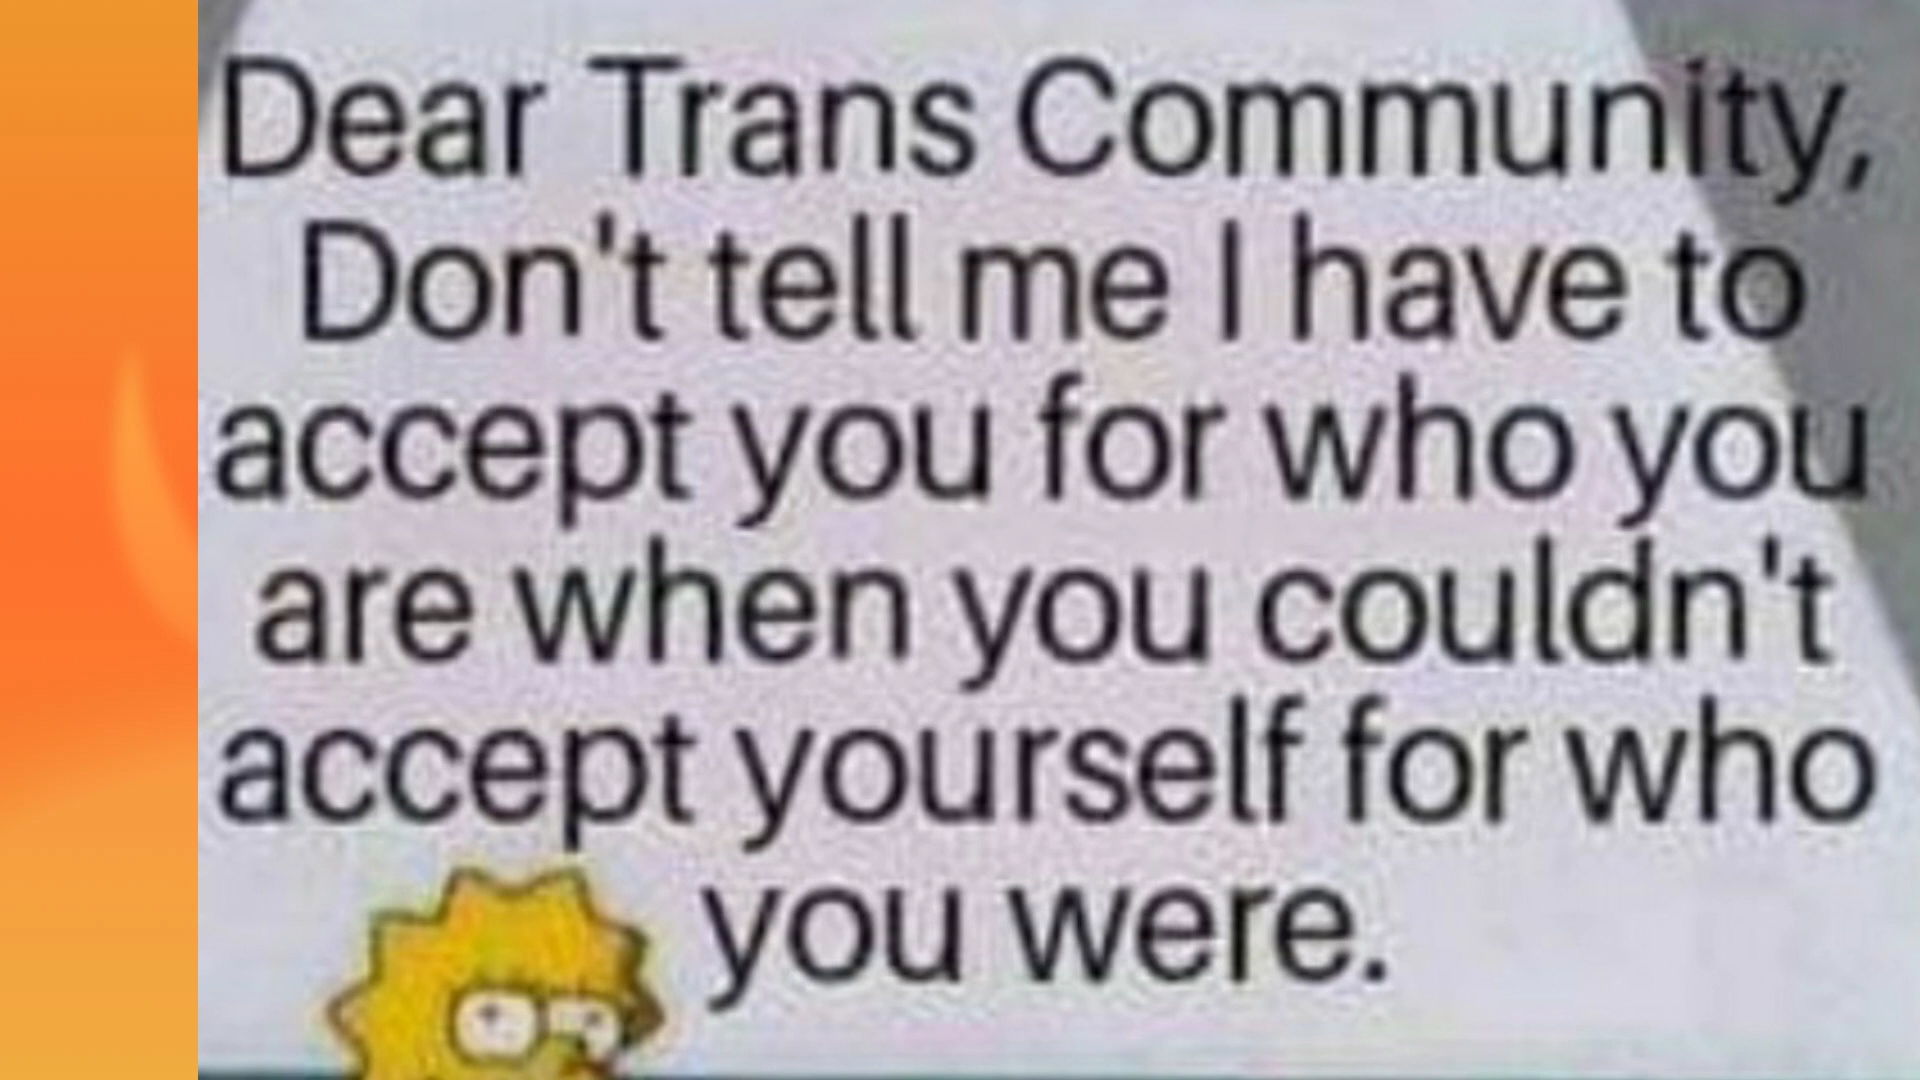 Dear Trans Community,
Don't tell me I have to
accept you for who you
are when you couldn't
accept yourself for who
you were.